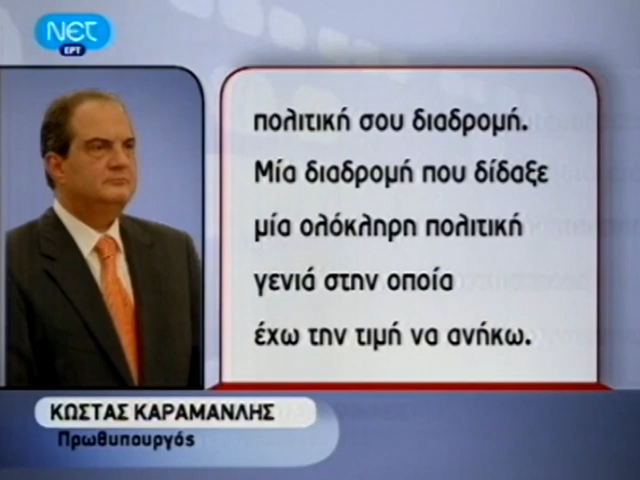 NET
ΕΡΤ
πολιτική σου διαδρομή.
Μία διαδρομή που δίδαξε
μία ολόκληρη πολιτική
γενιά στην οποία
έχω την τιμή να ανήκω.
ΚΩΣΤΑΣ ΚΑΡΑΜΑΝΛΗΣ
Πρωθυπουργός